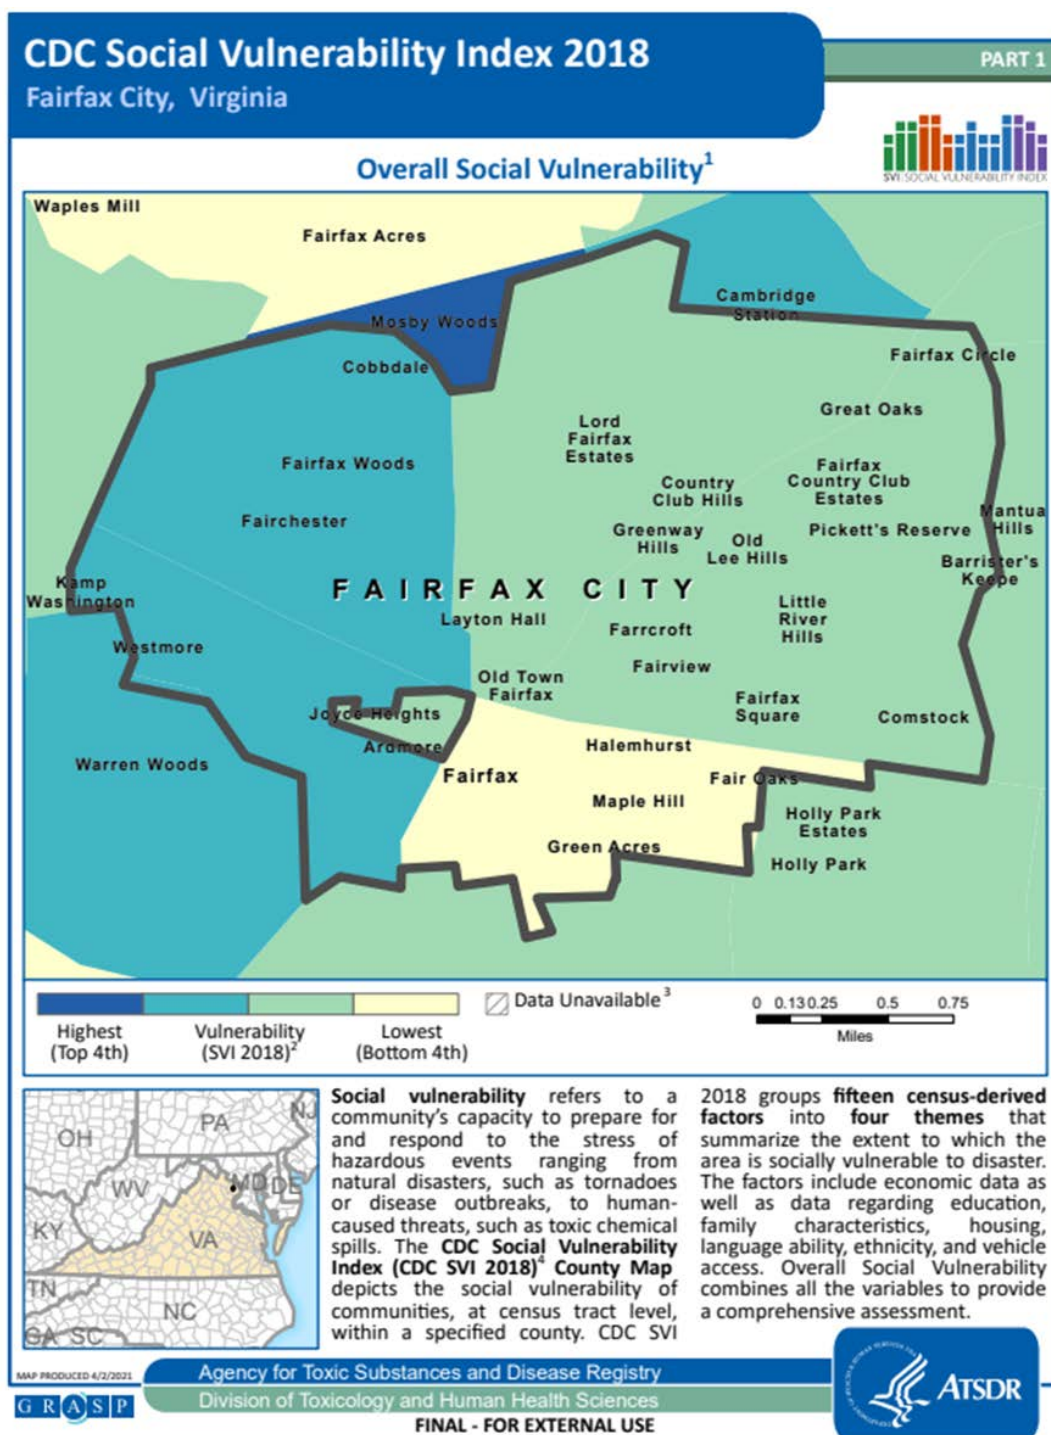 CDC Social Vulnerability Index 2018
Fairfax City, Virginia
PART 1
SVI SOCIAL VULNERABILITY INDEX
Overall Social Vulnerability1
Waples Mill
Fairfax Acres
Cambridge
Station
Mosby Woods
Cobbdale
Fairfax Circle
Great Oaks
Lord
Fairfax
Estates
Fairfax Woods
Country
Club Hills
Fairfax
Country Club
Estates
Fairchester
Greenway
Hills
Old
Lee Hills
Pickett's Reserve
Mantua
Hills
Barrister's
Keepe
Kamp
Washington
FAIRFAX CITY
Layton Hall
Farrcroft
Little
River
Hills
Westmore
Fairview
Old Town
Fairfax
Joyce Heights
Fairfax
Square
Comstock
Ardmore
Halemhurst
Warren Woods
Fairfax
Fair Oaks
Maple Hill
Holly Park
Estates
Green Acres
Holly Park
Highest
(Top 4th)
Vulnerability
(SVI 2018)2
Lowest
(Bottom 4th)
Data Unavailable3
0 0.13 0.25 0.5 0.75
Miles
OH
PA
NJ
WV
MD
DE
KY
VA
TN
NC
GA
SC
Social vulnerability refers to a
community's capacity to prepare for
and respond to the stress of
hazardous events ranging from
natural disasters, such as tornadoes
or disease outbreaks, to human-
caused threats, such as toxic chemical
spills. The CDC Social Vulnerability
Index (CDC SVI 2018)4 County Map
depicts the social vulnerability of
communities, at census tract level,
within a specified county. CDC SVI
2018 groups fifteen census-derived
factors into four themes that
summarize the extent to which the
area is socially vulnerable to disaster.
The factors include economic data as
well as data regarding education,
family characteristics, housing,
language ability, ethnicity, and vehicle
access. Overall Social Vulnerability
combines all the variables to provide
a comprehensive assessment.
MAP PRODUCED 4/2/2021
GRASP
Agency for Toxic Substances and Disease Registry
Division of Toxicology and Human Health Sciences
FINAL - FOR EXTERNAL USE
ATSDR